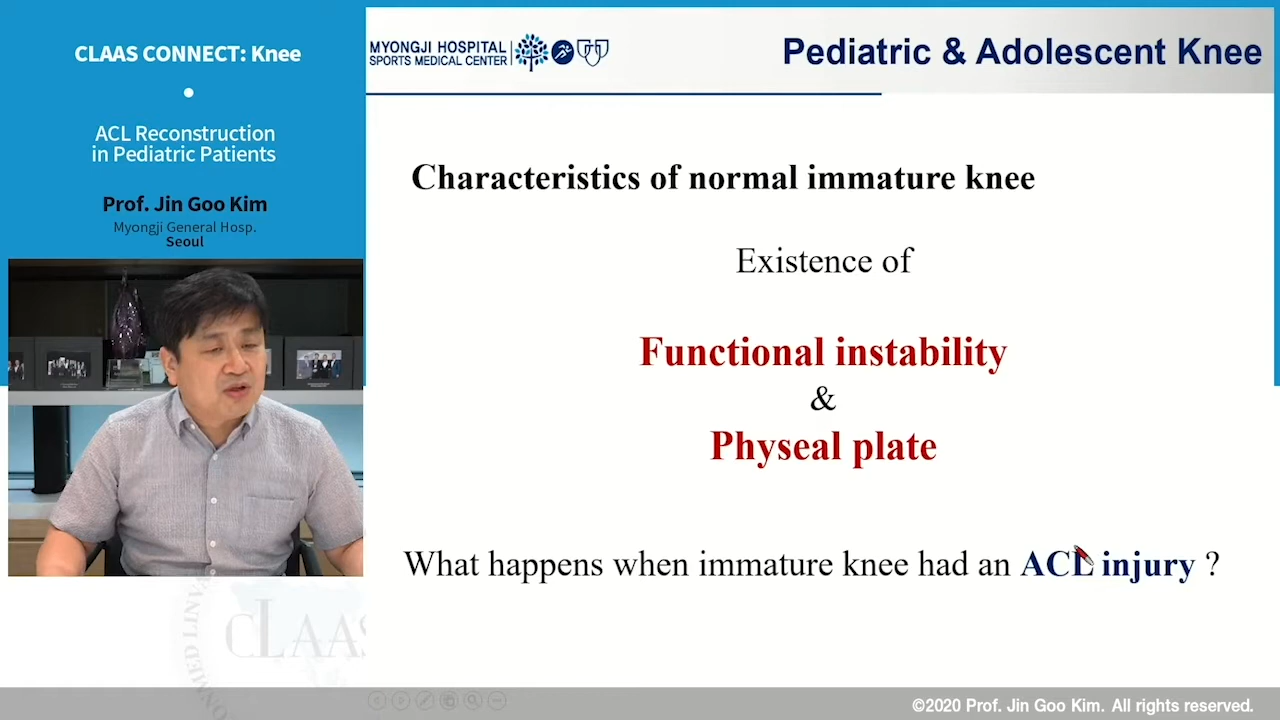 CLAAS CONNECT: Knee
ACL Reconstruction
in Pediatric Patients
Prof. Jin Goo Kim
Myongji General Hosp.
Seoul
MYONGJI HOSPITAL
SPORTS MEDICAL CENTER
Pediatric & Adolescent Knee
Characteristics of normal immature knee
Existence of
Functional instability
&
Physeal plate
What happens when immature knee had an ACL injury ?
CLAAS
©2020 Prof. Jin Goo Kim. All rights reserved.